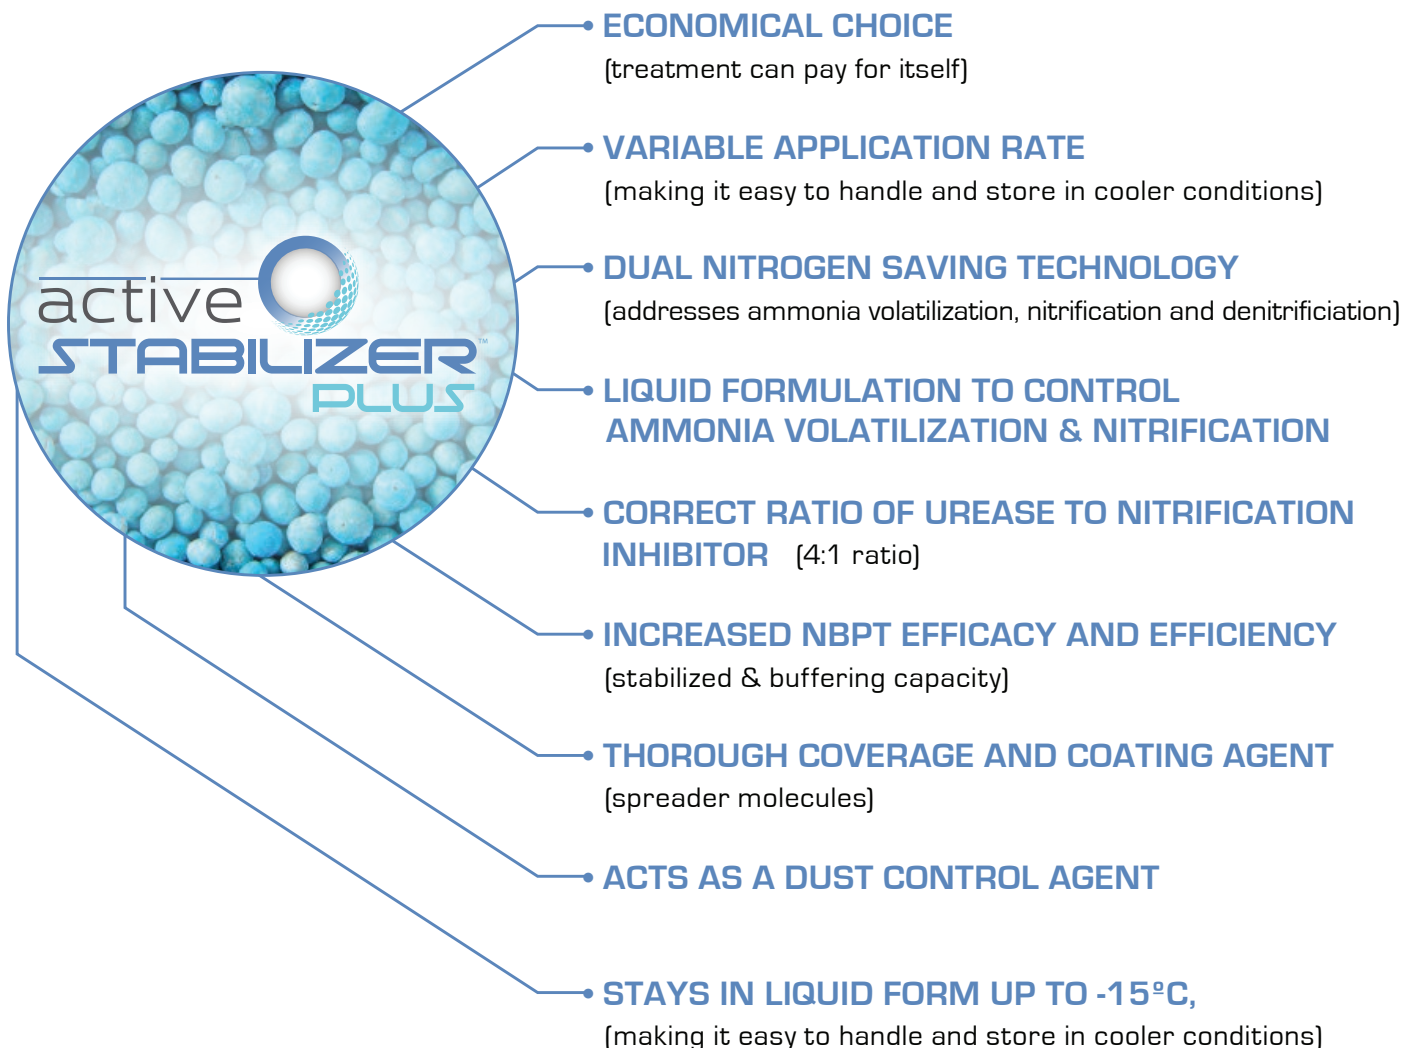 ECONOMICAL CHOICE
(treatment can pay for itself)
VARIABLE APPLICATION RATE
(making it easy to handle and store in cooler conditions)
DUAL NITROGEN SAVING TECHNOLOGY
(addresses ammonia volatilization, nitrification and denitrificiation)
active
STABILIZER™
PLUS
LIQUID FORMULATION TO CONTROL
AMMONIA VOLATILIZATION & NITRIFICATION
CORRECT RATIO OF UREASE TO NITRIFICATION
INHIBITOR (4:1 ratio)
INCREASED NBPT EFFICACY AND EFFICIENCY
(stabilized & buffering capacity)
THOROUGH COVERAGE AND COATING AGENT
(spreader molecules)
ACTS AS A DUST CONTROL AGENT
STAYS IN LIQUID FORM UP TO -15ºC,
(making it easy to handle and store in cooler conditions)